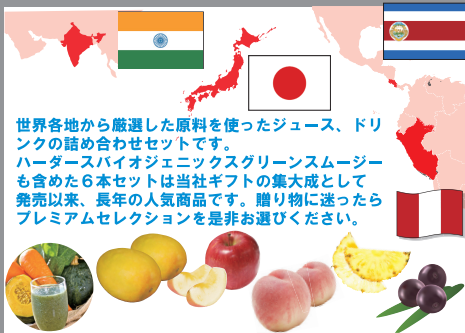 世界各地から厳選した原料を使ったジュース、ドリ
ンクの詰め合わせセットです。
ハーダースバイオジェニックスグリーンスムージー
も含めた６本セットは当社ギフトの集大成として
発売以来、長年の人気商品です。贈り物に迷ったら
プレミアムセレクションを是非お選びください。